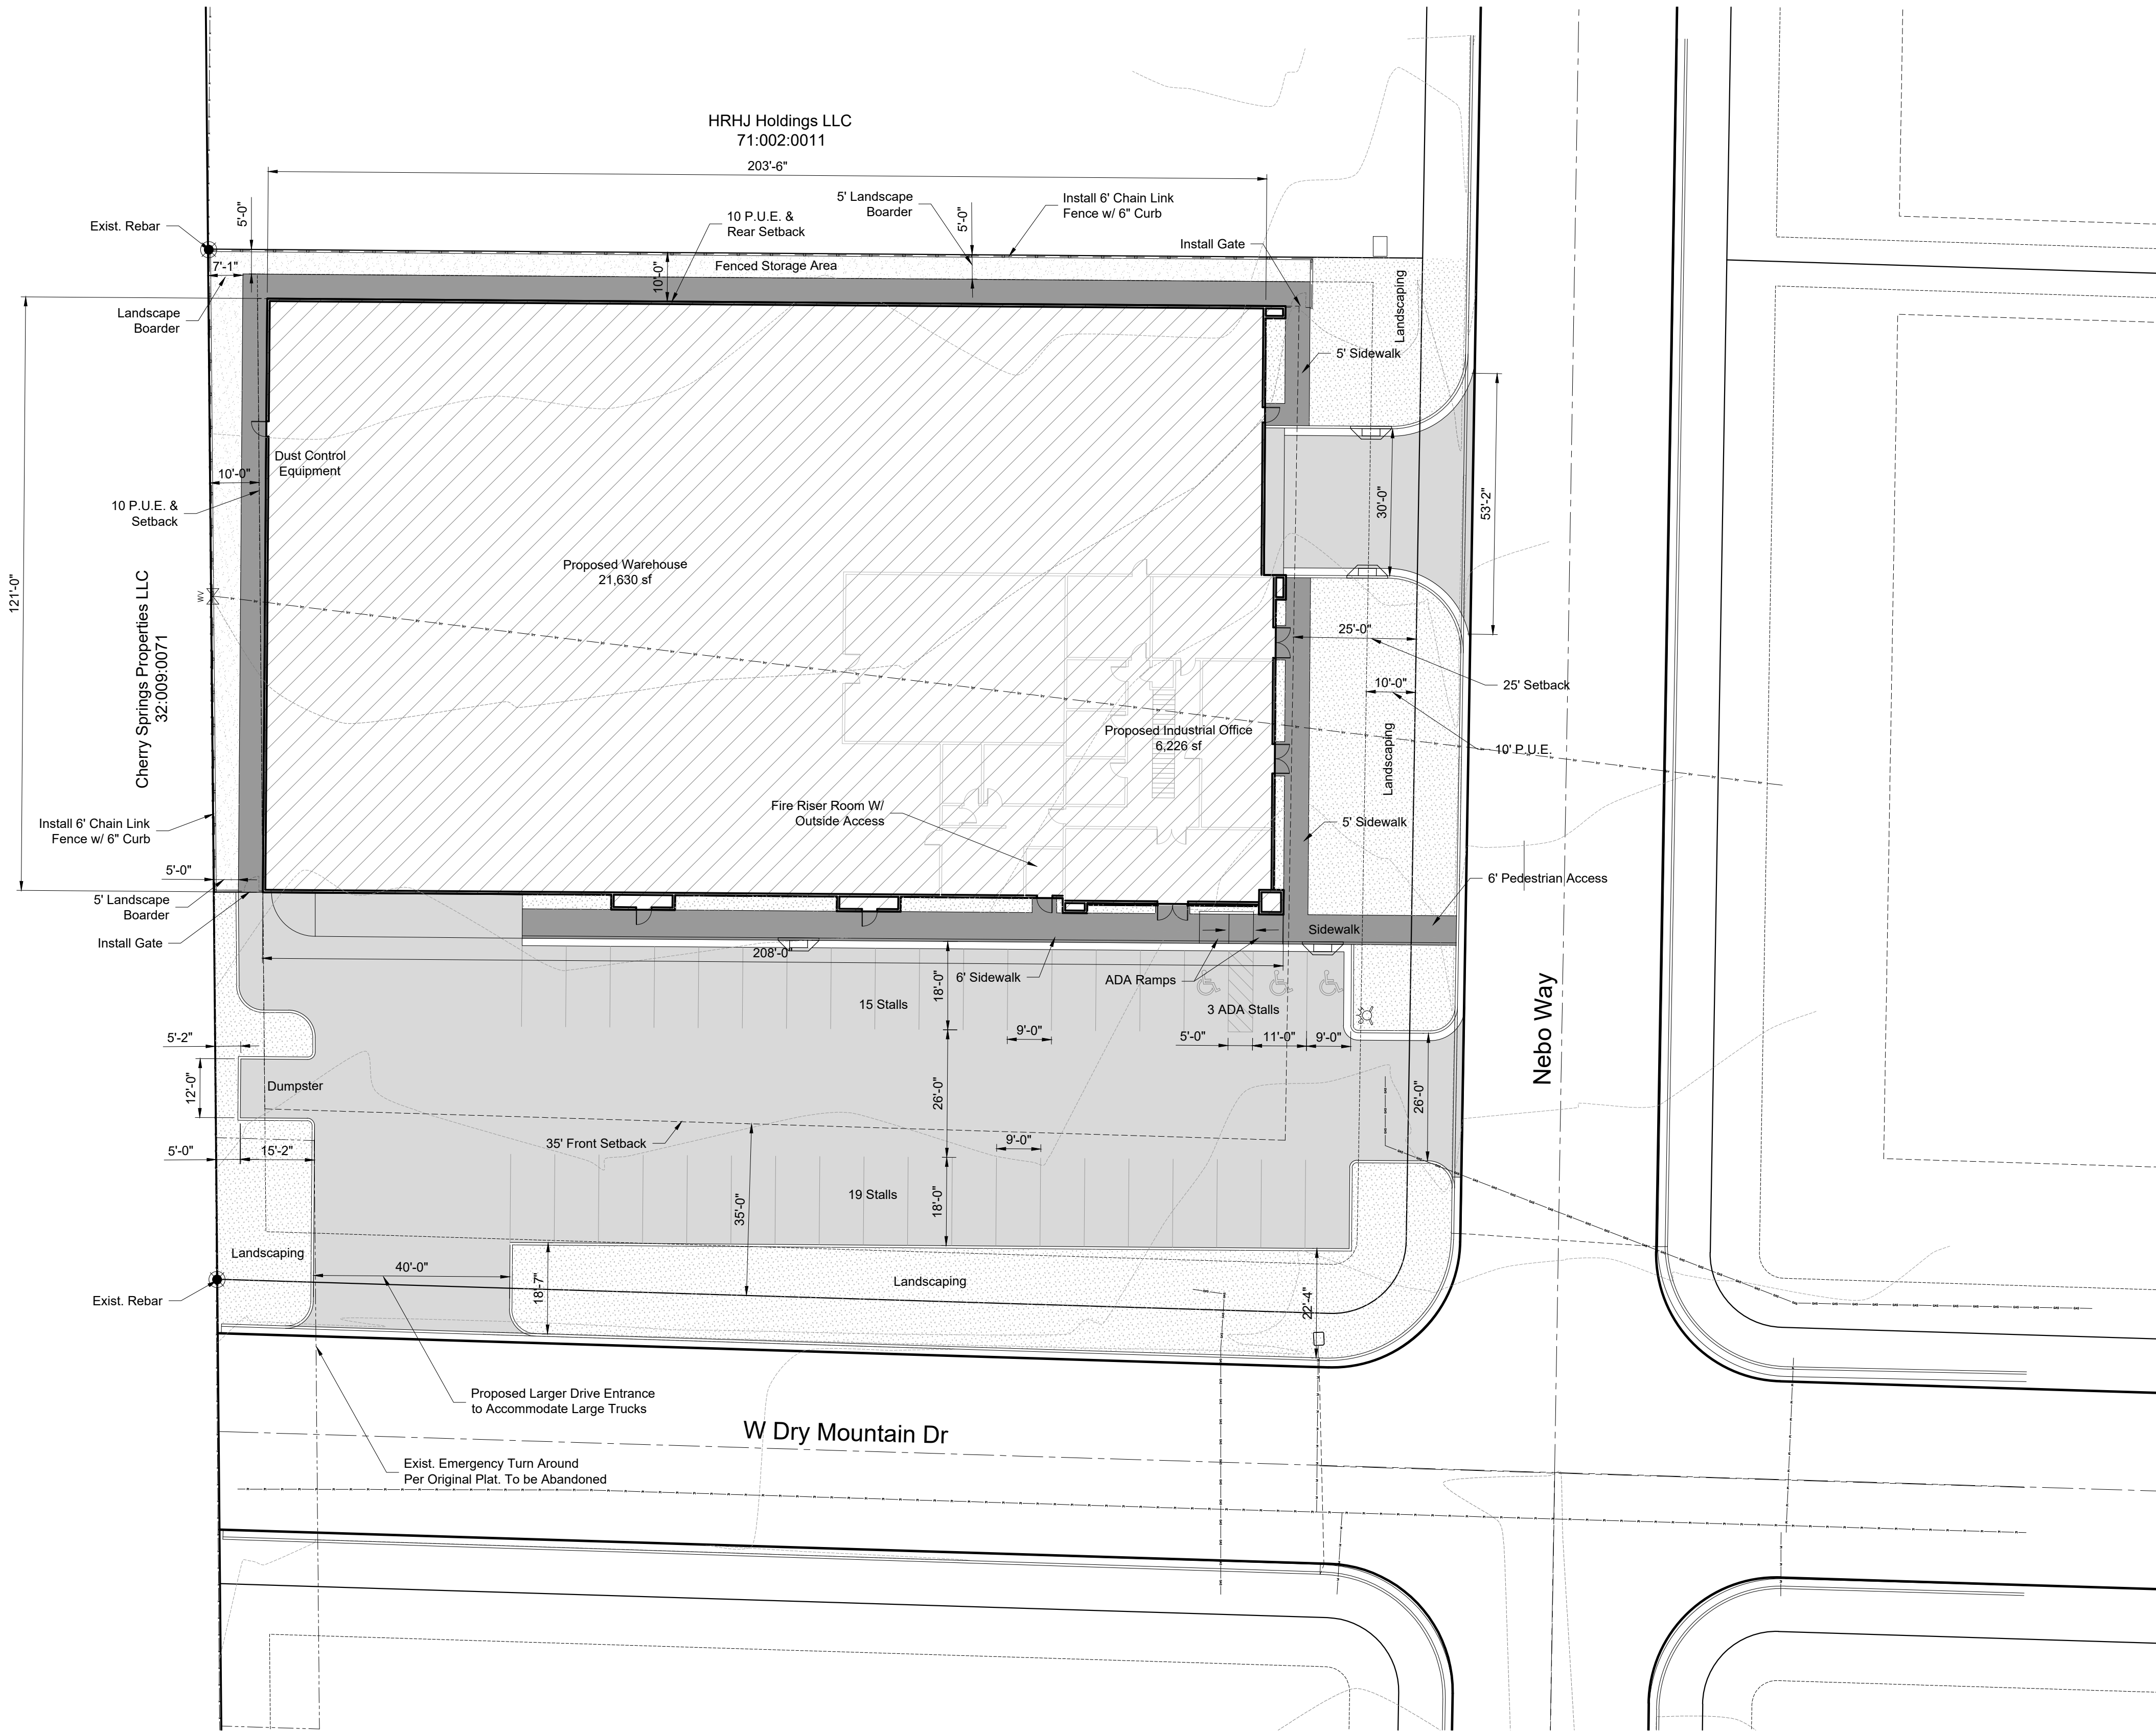 HRHJ Holdings LLC
71:002:0011
203'-6"
5'-0"
5' Landscape
Boarder
5'-0"
Install 6' Chain Link
Fence w/ 6" Curb
10 P.U.E. &
Rear Setback
Exist. Rebar
Install Gate
7'-1"
10'-0"
Fenced Storage Area
Landscaping
Landscape
Boarder
5' Sidewalk
Dust Control
Equipment
10'-0"
10 P.U.E. &
Setback
30'-0"
53'-2"
121'-0"
Cherry Springs Properties LLC
32:009:0071
WV
Proposed Warehouse
21,630 sf
25'-0"
25' Setback
10'-0"
Proposed Industrial Office
6,226 sf
Landscaping
10' P.U.E.
Fire Riser Room W/
Outside Access
Install 6' Chain Link
Fence w/ 6" Curb
5' Sidewalk
5'-0"
6' Pedestrian Access
5' Landscape
Boarder
Install Gate
Sidewalk
208'-0"
6' Sidewalk
ADA Ramps
18'-0"
15 Stalls
3 ADA Stalls
9'-0"
5'-0"
11'-0"
9'-0"
Nebo Way
5'-2"
12'-0"
Dumpster
26'-0"
26'-0"
35' Front Setback
9'-0"
5'-0"
15'-2"
19 Stalls
35'-0"
18'-0"
Landscaping
40'-0"
18'-7"
Landscaping
22'-4"
Exist. Rebar
Proposed Larger Drive Entrance
to Accommodate Large Trucks
W Dry Mountain Dr
Exist. Emergency Turn Around
Per Original Plat. To be Abandoned